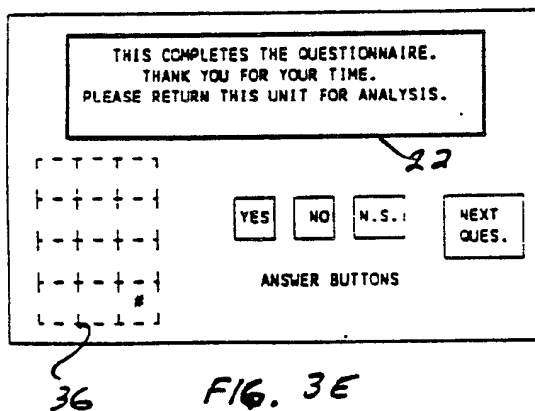 THIS COMPLETES THE QUESTIONNAIRE.
THANK YOU FOR YOUR TIME.
PLEASE RETURN THIS UNIT FOR ANALYSIS.
22
YES NO N.S. NEXT
QUES.
ANSWER BUTTONS
#
36
FIG. 3E